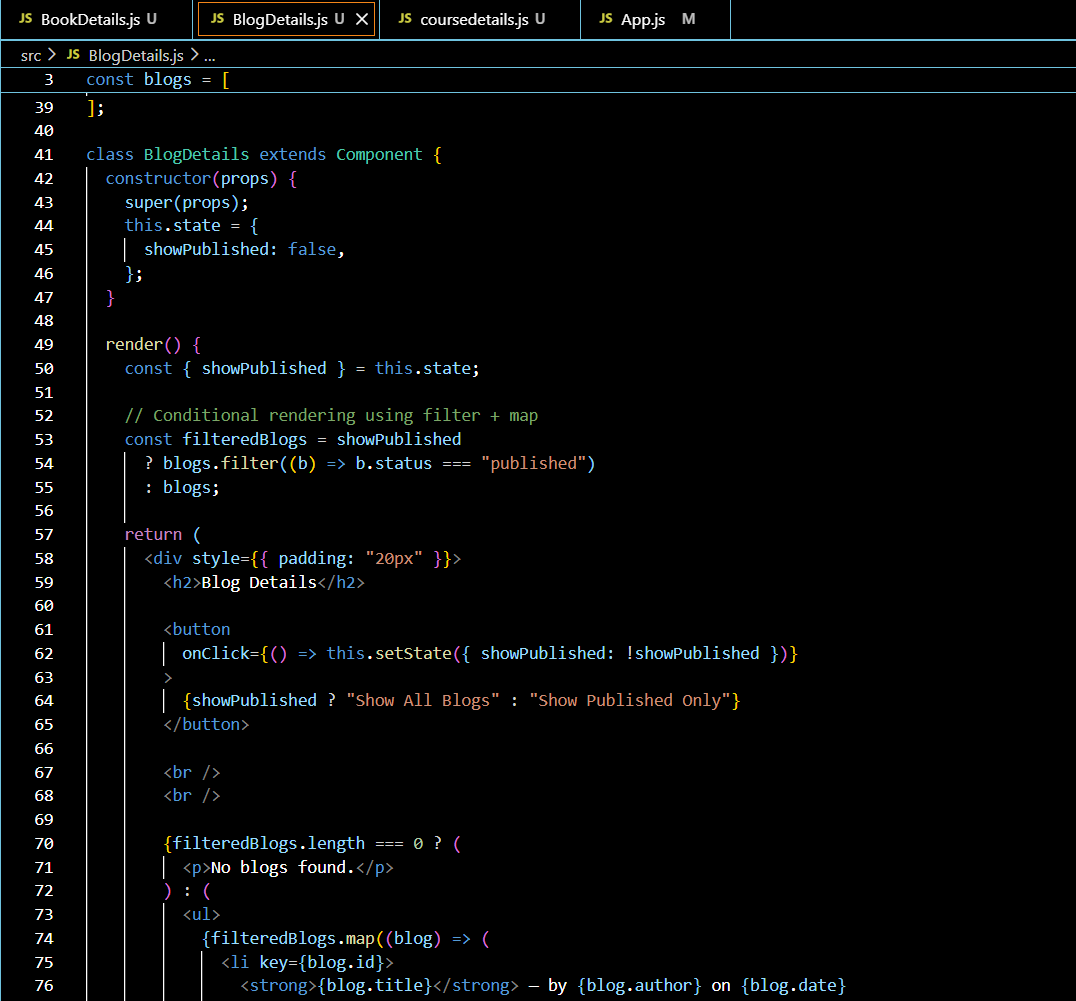 JS BookDetails.js U JS BlogDetails.js U × JS coursedetails.js U JS App.js M
src > JS BlogDetails.js > ...
3 const blogs = [
39 ];
40
41 class BlogDetails extends Component {
42   constructor(props) {
43     super(props);
44     this.state = {
45       showPublished: false,
46     };
47   }
48
49   render() {
50     const { showPublished } = this.state;
51
52     // Conditional rendering using filter + map
53     const filteredBlogs = showPublished
54       ? blogs.filter((b) => b.status === "published")
55       : blogs;
56
57     return (
58       <div style={{ padding: "20px" }}>
59         <h2>Blog Details</h2>
60
61         <button
62           onClick={() => this.setState({ showPublished: !showPublished })}
63         >
64           {showPublished ? "Show All Blogs" : "Show Published Only"}
65         </button>
66
67         <br />
68         <br />
69
70         {filteredBlogs.length === 0 ? (
71           <p>No blogs found.</p>
72         ) : (
73           <ul>
74             {filteredBlogs.map((blog) => (
75               <li key={blog.id}>
76                 <strong>{blog.title}</strong> — by {blog.author} on {blog.date}